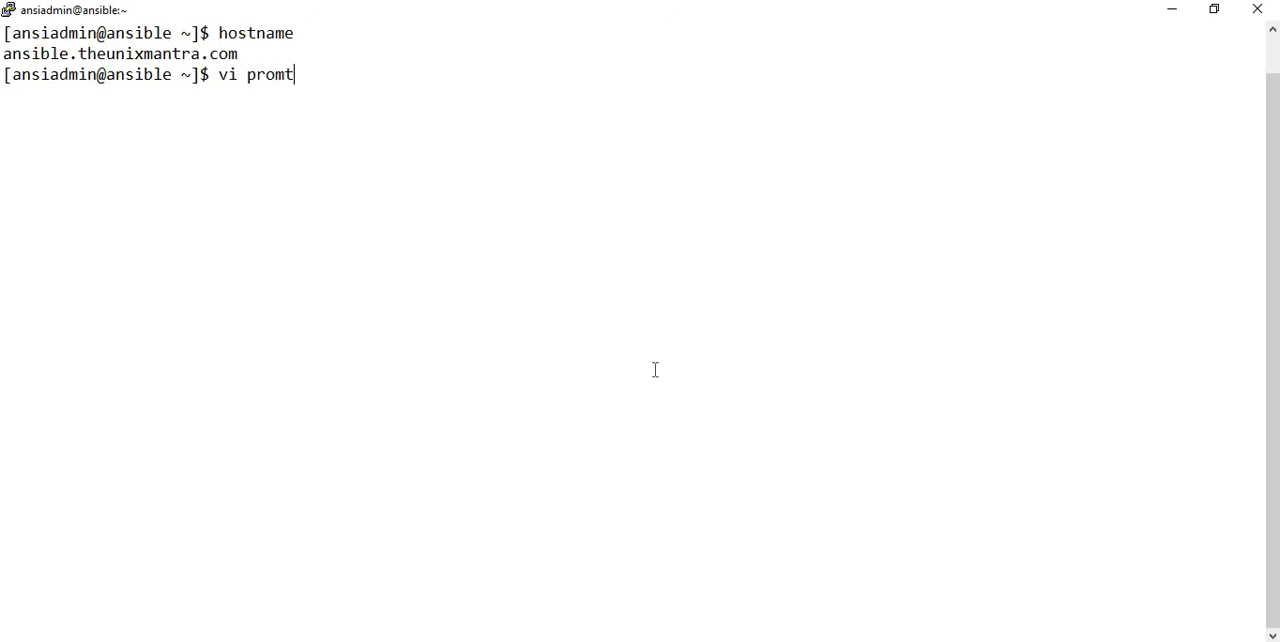 ansiadmin@ansible:~
[ansiadmin@ansible ~]$ hostname
ansible.theunixmantra.com
[ansiadmin@ansible ~]$ vi promt